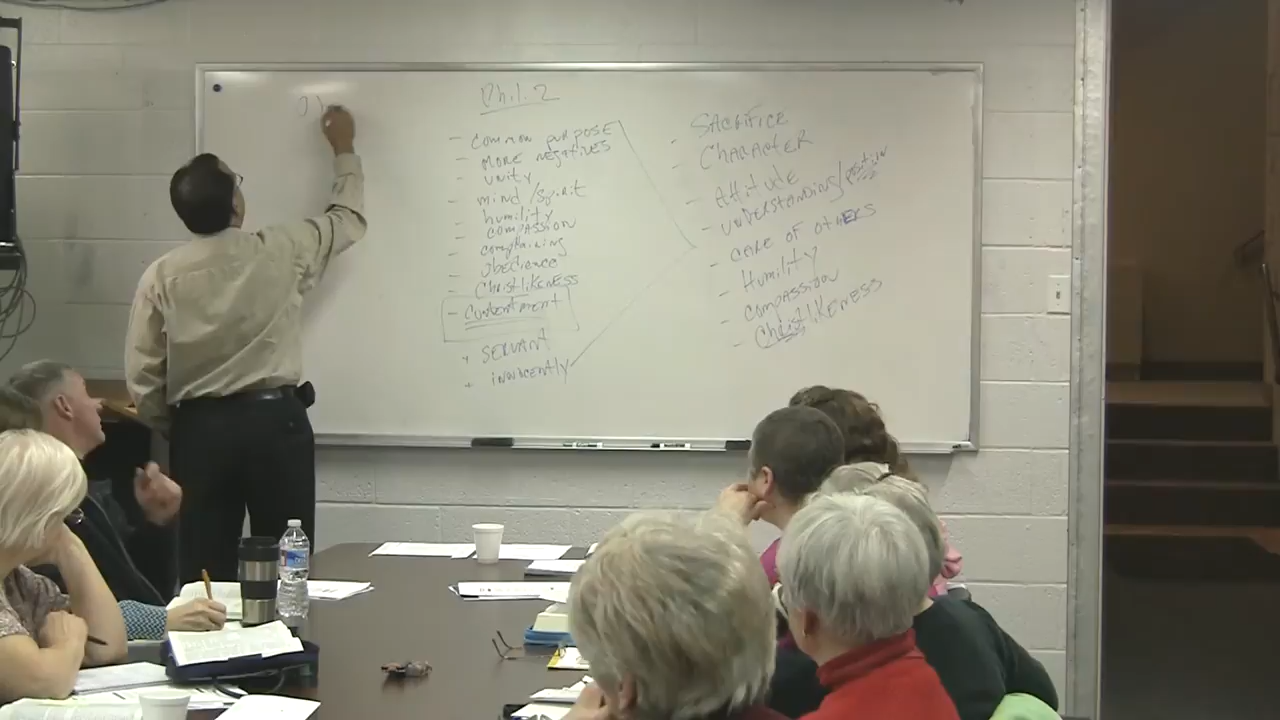 Phil. 2
- common purpose
- more negatives
- unity
- mind/spirit
- humility
- compassion
- complaining
- obedience
- Christlikeness
- Contentment
+ Servant
+ innocently
- Sacrifice
- Character
- Attitude
- understanding/position
- care of others
- Humility
- compassion
- Christlikeness